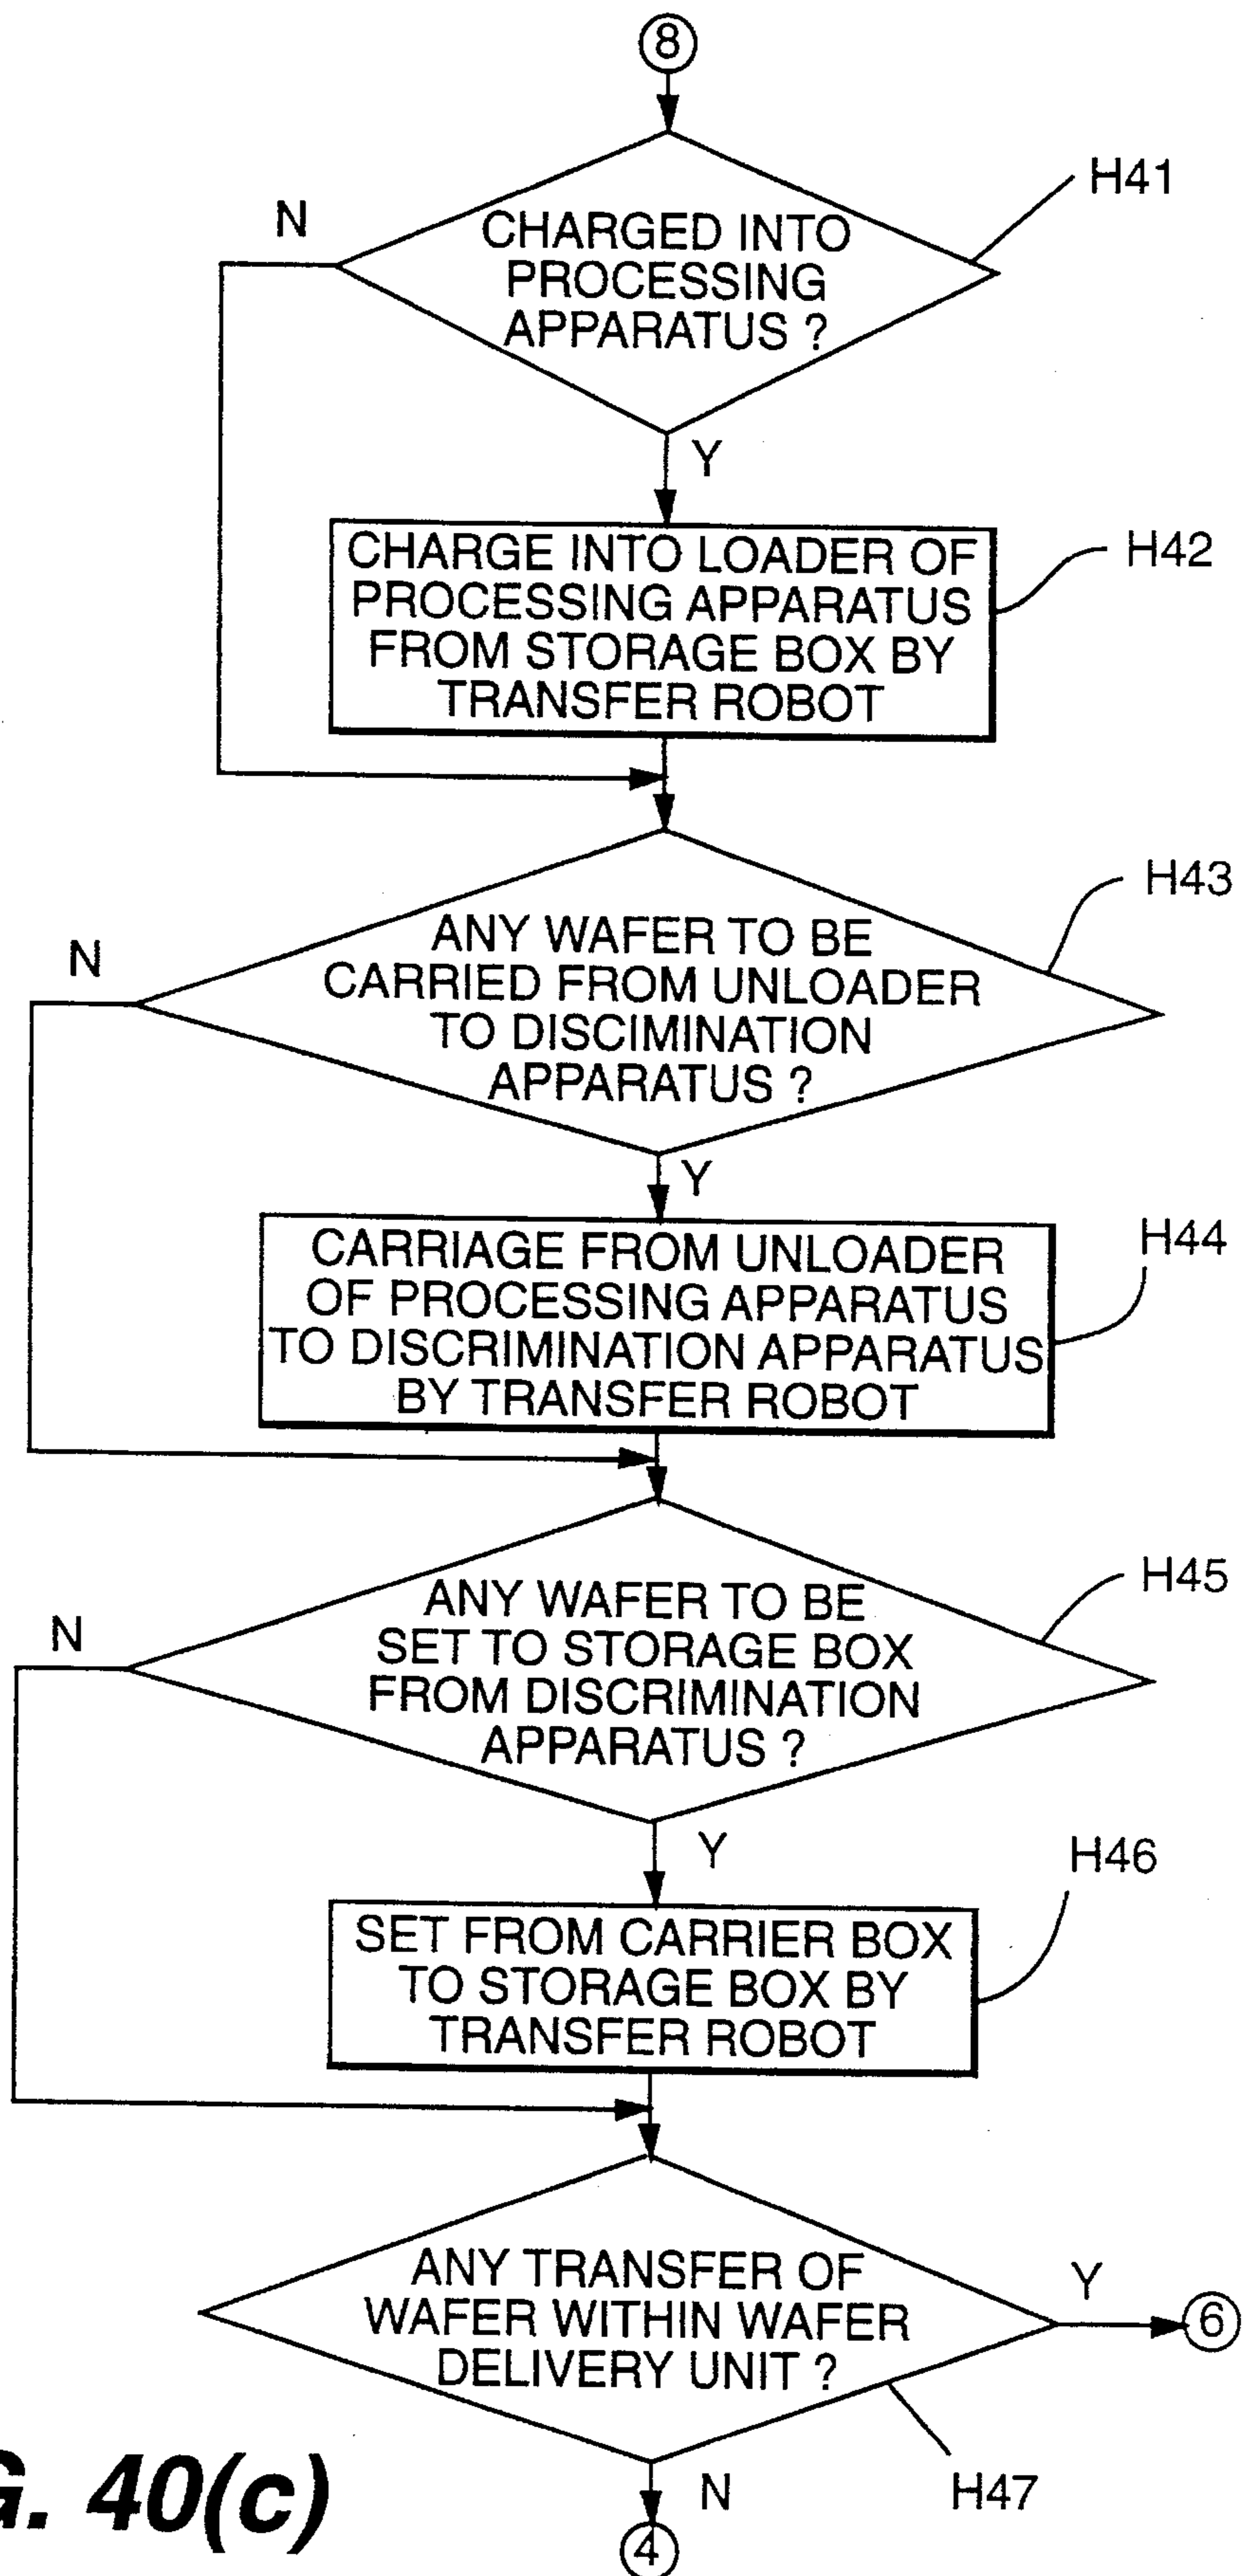 8
H41
N
CHARGED INTO
PROCESSING
APPARATUS ?
Y
CHARGE INTO LOADER OF
PROCESSING APPARATUS
FROM STORAGE BOX BY
TRANSFER ROBOT
H42
H43
N
ANY WAFER TO BE
CARRIED FROM UNLOADER
TO DISCIMINATION
APPARATUS ?
Y
CARRIAGE FROM UNLOADER
OF PROCESSING APPARATUS
TO DISCRIMINATION APPARATUS
BY TRANSFER ROBOT
H44
H45
N
ANY WAFER TO BE
SET TO STORAGE BOX
FROM DISCRIMINATION
APPARATUS ?
Y
H46
SET FROM CARRIER BOX
TO STORAGE BOX BY
TRANSFER ROBOT
ANY TRANSFER OF
WAFER WITHIN WAFER
DELIVERY UNIT ?
Y
6
N
H47
4
G. 40(c)